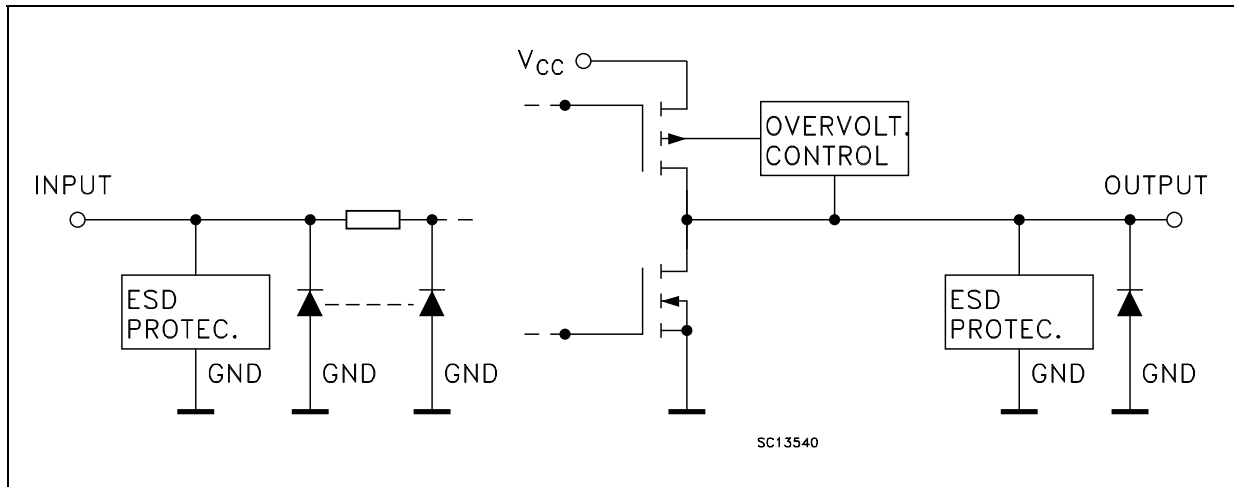 VCC
OVERVOLT.
CONTROL
INPUT
OUTPUT
ESD
PROTEC.
ESD
PROTEC.
GND
GND
GND
GND
GND
SC13540